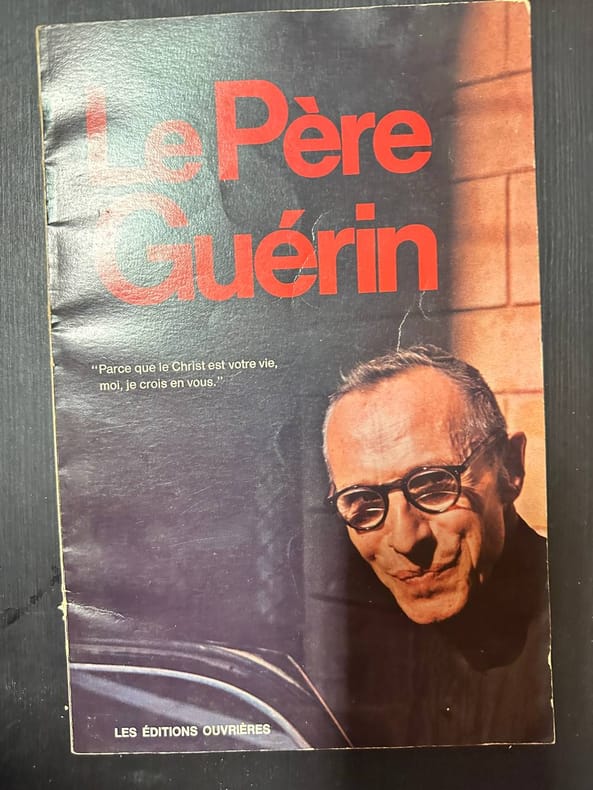 Le Père
Guérin
"Parce que le Christ est votre vie,
moi, je crois en vous."
LES ÉDITIONS OUVRIÈRES